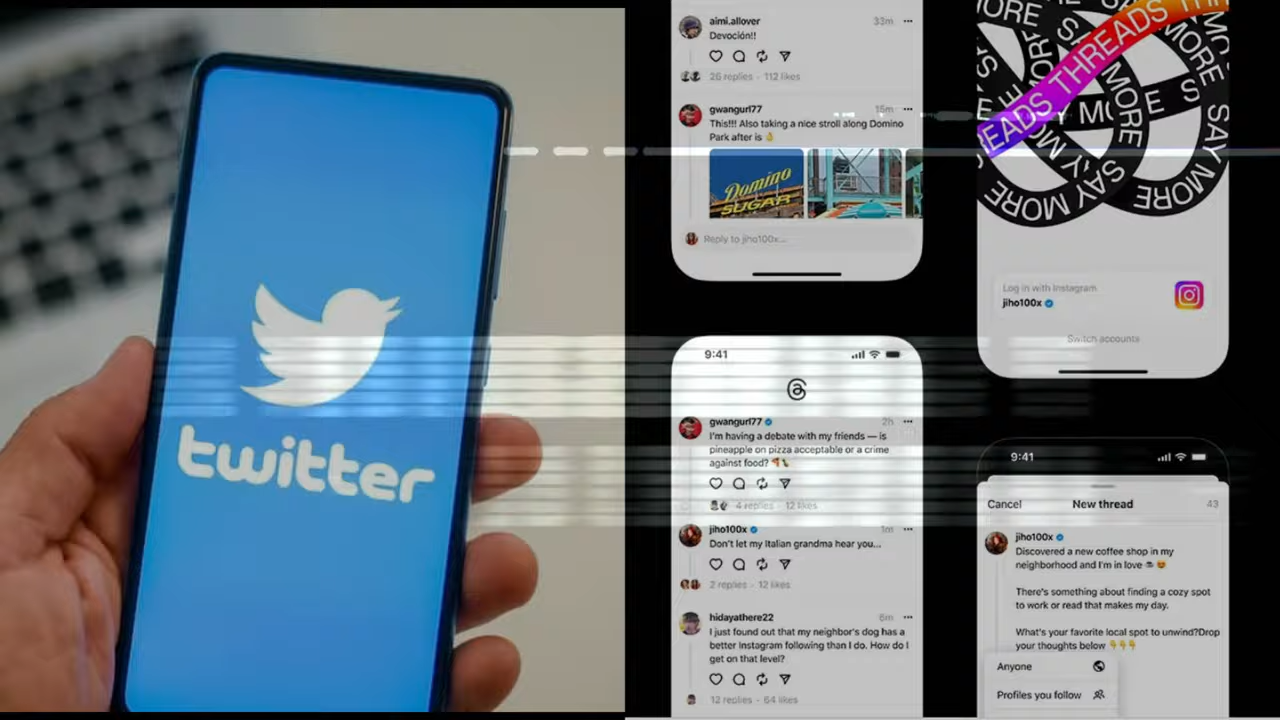 twitter
aimi.allover 33m
Devoción!!
26 replies · 112 likes
gwangurl77 15m
This!!! Also taking a nice stroll along Domino
Park after is 👌
Domino
SUGAR
Reply to jiho100x...
9:41
gwangurl77 2h
I'm having a debate with my friends — is
pineapple on pizza acceptable or a crime
against food? 🍕🍍
4 replies · 12 likes
jiho100x 1m
Don't let my Italian grandma hear you...
2 replies · 12 likes
hidayathere22 6m
I just found out that my neighbor's dog has a
better Instagram following than I do. How do I
get on that level?
12 replies · 64 likes
THREADS
SAY MORE
SAY MORE
SAY MORE
SAY MORE
Log in with Instagram
jiho100x
Switch accounts
9:41
Cancel New thread 43
jiho100x
Discovered a new coffee shop in my
neighborhood and I'm in love ☕😍
There's something about finding a cozy spot
to work or read that makes my day.
What's your favorite local spot to unwind?Drop
your thoughts below 👇👇👇
Anyone
Profiles you follow